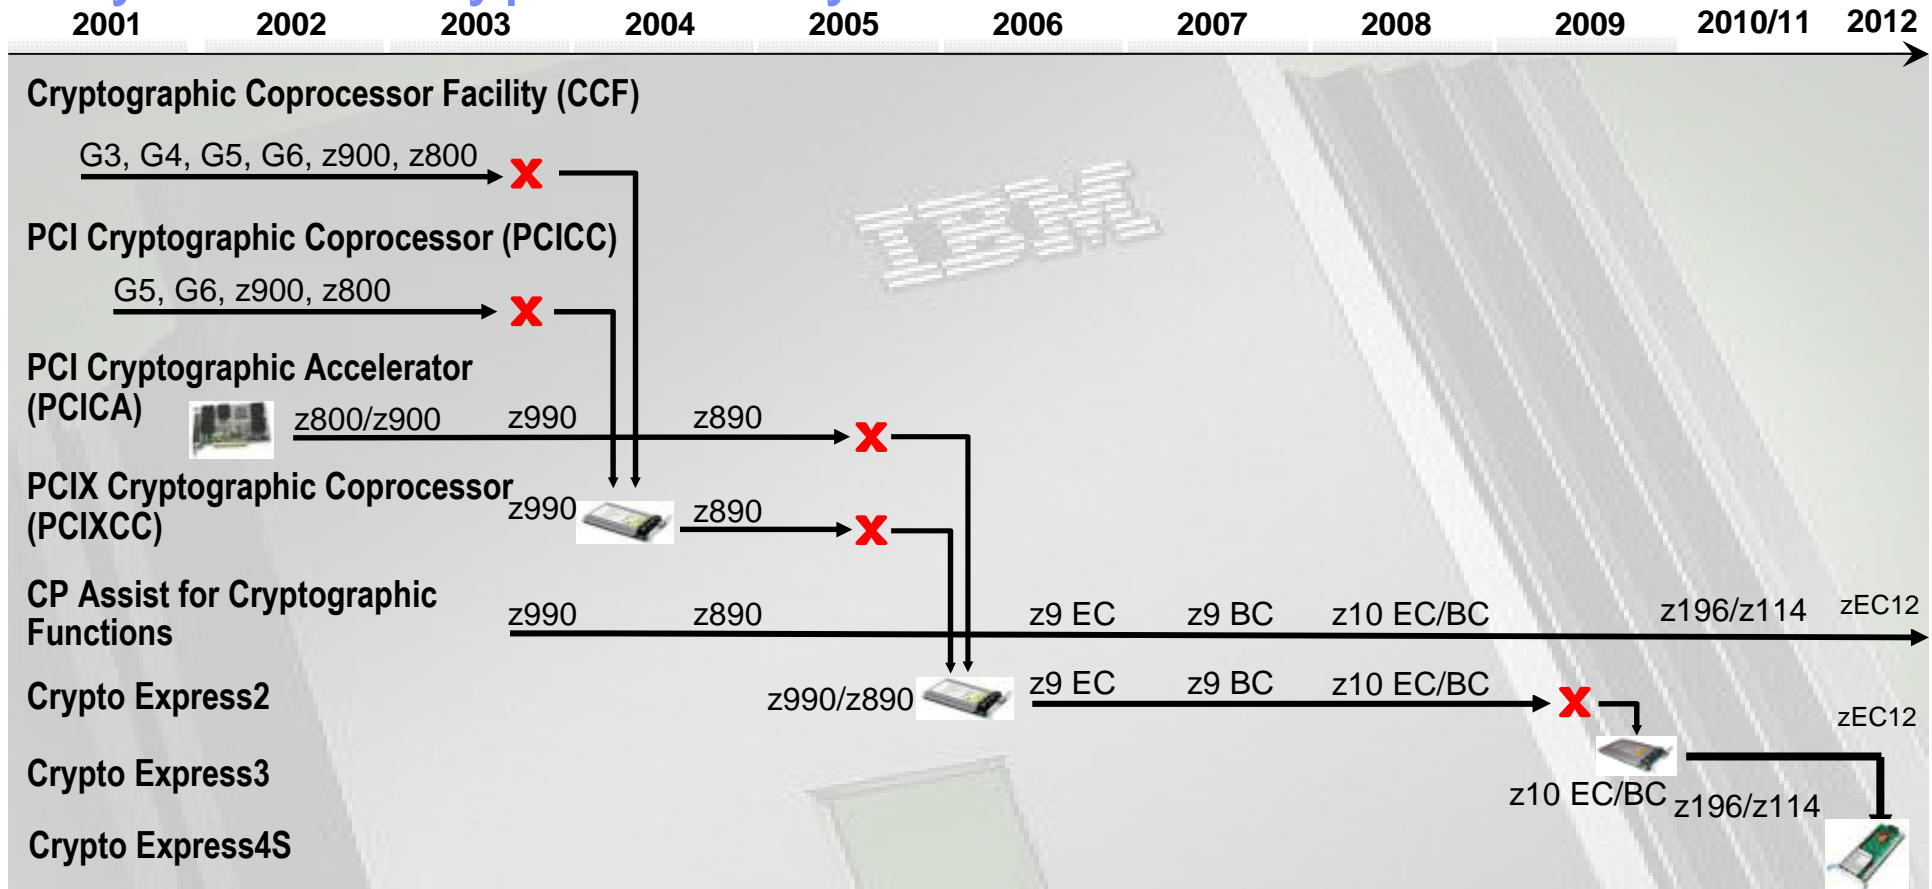 2001 2002 2003 2004 2005 2006 2007 2008 2009 2010/11 2012
Cryptographic Coprocessor Facility (CCF)
G3, G4, G5, G6, z900, z800
X
IBM
PCI Cryptographic Coprocessor (PCICC)
G5, G6, z900, z800
X
PCI Cryptographic Accelerator
(PCICA)
z800/z900 z990 z890
X
PCIX Cryptographic Coprocessor
(PCIXCC)
z990 z890
X
CP Assist for Cryptographic
Functions
z990 z890 z9 EC z9 BC z10 EC/BC z196/z114 zEC12
Crypto Express2
z990/z890 z9 EC z9 BC z10 EC/BC
X
zEC12
Crypto Express3
z10 EC/BC z196/z114
Crypto Express4S